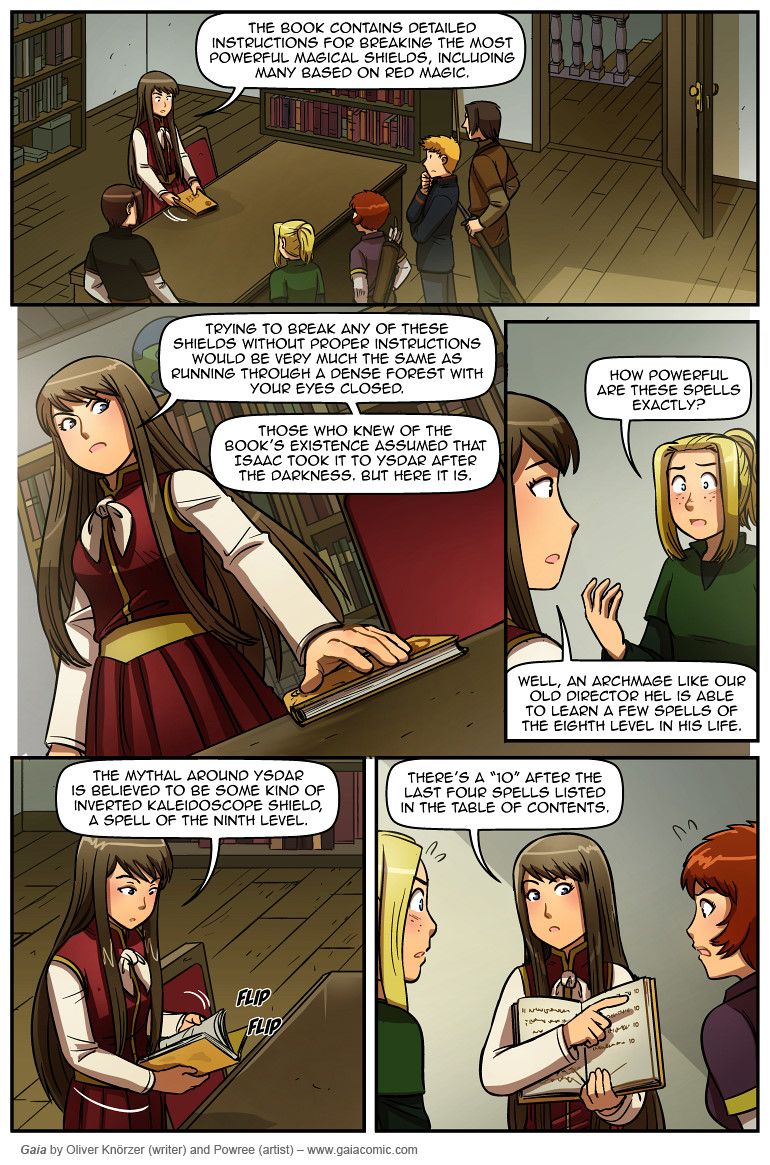 THE BOOK CONTAINS DETAILED
INSTRUCTIONS FOR BREAKING THE MOST
POWERFUL MAGICAL SHIELDS, INCLUDING
MANY BASED ON RED MAGIC.
TRYING TO BREAK ANY OF THESE
SHIELDS WITHOUT PROPER INSTRUCTIONS
WOULD BE VERY MUCH THE SAME AS
RUNNING THROUGH A DENSE FOREST WITH
YOUR EYES CLOSED.
THOSE WHO KNEW OF THE
BOOK'S EXISTENCE ASSUMED THAT
ISAAC TOOK IT TO YSDAR AFTER
THE DARKNESS. BUT HERE IT IS.
HOW POWERFUL
ARE THESE SPELLS
EXACTLY?
WELL, AN ARCHMAGE LIKE OUR
OLD DIRECTOR HEL IS ABLE
TO LEARN A FEW SPELLS OF
THE EIGHTH LEVEL IN HIS LIFE.
THE MYTHAL AROUND YSDAR
IS BELIEVED TO BE SOME KIND OF
INVERTED KALEIDOSCOPE SHIELD,
A SPELL OF THE NINTH LEVEL.
FLIP
FLIP
THERE'S A "10" AFTER THE
LAST FOUR SPELLS LISTED
IN THE TABLE OF CONTENTS.
10
10
10
10
Gaia by Oliver Knörzer (writer) and Powree (artist) – www.gaiacomic.com